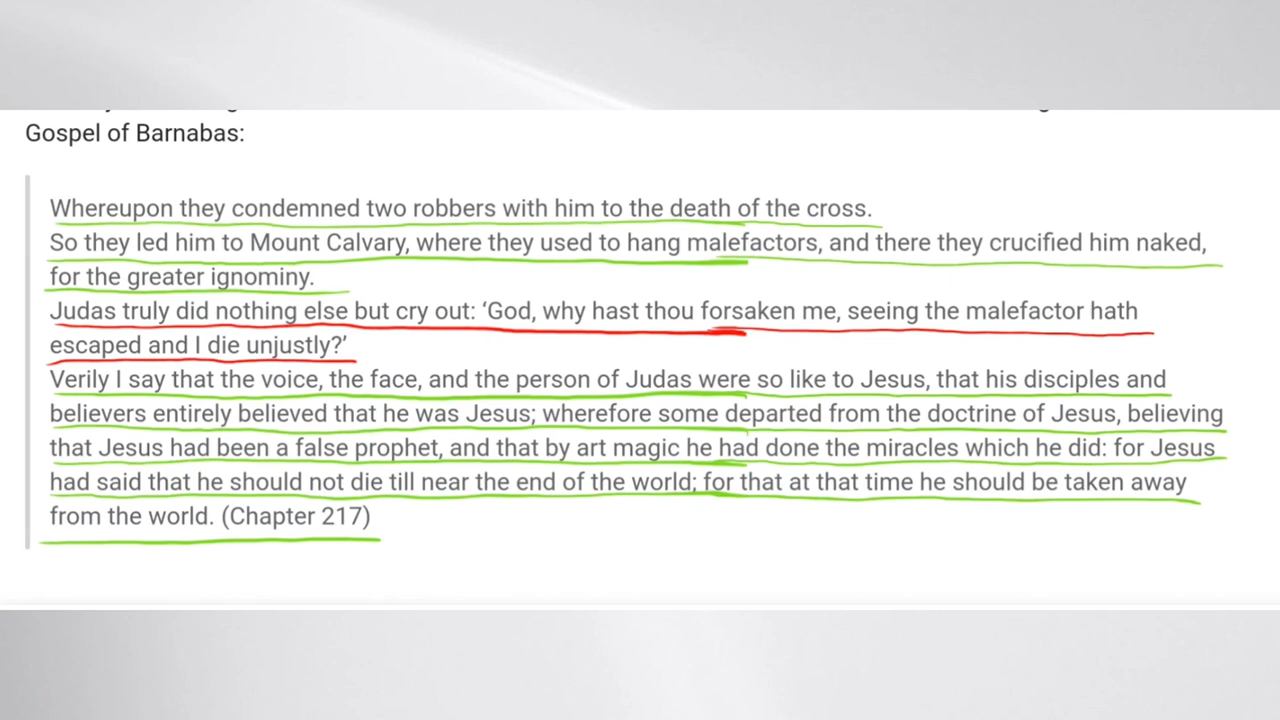 Gospel of Barnabas:
Whereupon they condemned two robbers with him to the death of the cross.
So they led him to Mount Calvary, where they used to hang malefactors, and there they crucified him naked,
for the greater ignominy.
Judas truly did nothing else but cry out: ‘God, why hast thou forsaken me, seeing the malefactor hath
escaped and I die unjustly?’
Verily I say that the voice, the face, and the person of Judas were so like to Jesus, that his disciples and
believers entirely believed that he was Jesus; wherefore some departed from the doctrine of Jesus, believing
that Jesus had been a false prophet, and that by art magic he had done the miracles which he did: for Jesus
had said that he should not die till near the end of the world; for that at that time he should be taken away
from the world. (Chapter 217)